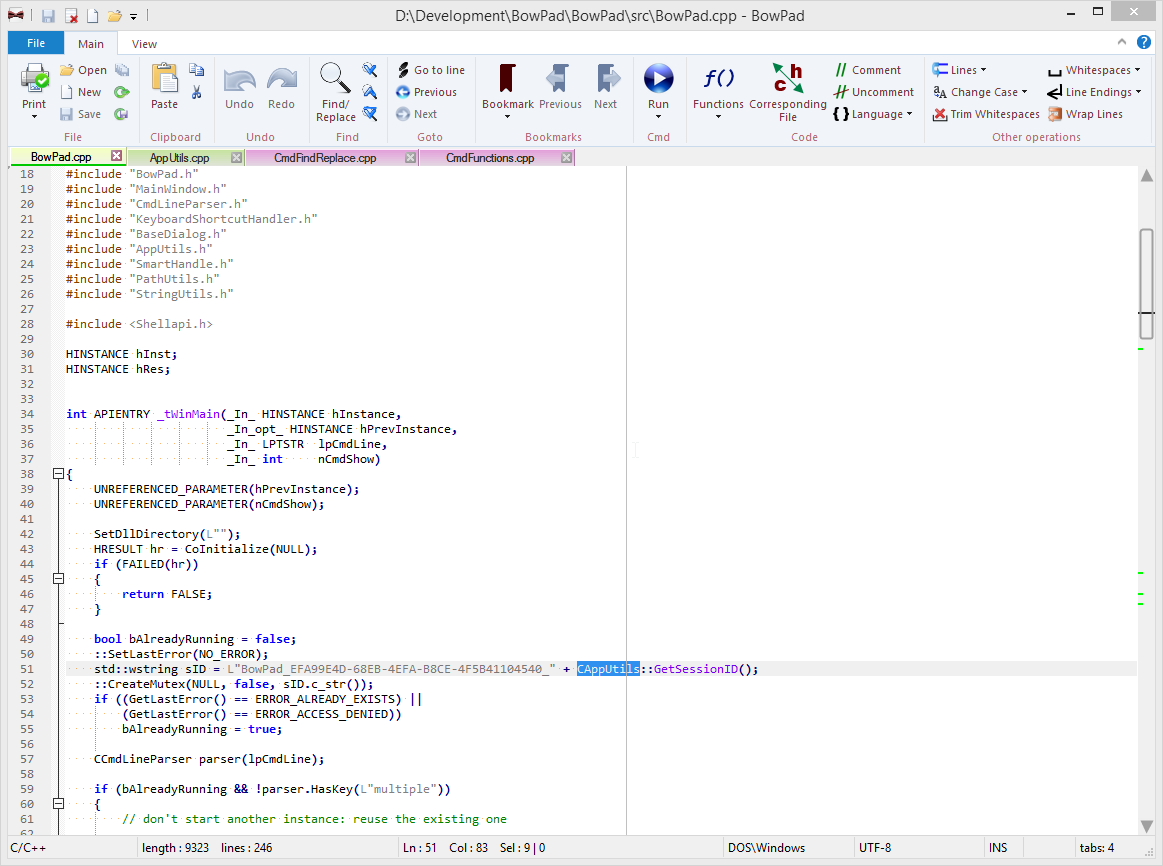 D:\Development\BowPad\BowPad\src\BowPad.cpp - BowPad
File Main View
Print
Open
New
Save
File
Paste
Clipboard
Undo Redo
Undo
Find/
Replace
Find
Go to line
Previous
Next
Goto
Bookmark Previous Next
Bookmarks
Run
Cmd
Functions
Corresponding
File
Comment
Uncomment
Language
Code
Lines
Change Case
Trim Whitespaces
Whitespaces
Line Endings
Wrap Lines
Other operations
BowPad.cpp AppUtils.cpp CmdFindReplace.cpp CmdFunctions.cpp
18 #include "BowPad.h"
19 #include "MainWindow.h"
20 #include "CmdLineParser.h"
21 #include "KeyboardShortcutHandler.h"
22 #include "BaseDialog.h"
23 #include "AppUtils.h"
24 #include "SmartHandle.h"
25 #include "PathUtils.h"
26 #include "StringUtils.h"
27
28 #include <Shellapi.h>
29
30 HINSTANCE hInst;
31 HINSTANCE hRes;
32
33
34 int APIENTRY _tWinMain(_In_ HINSTANCE hInstance,
35 _In_opt_ HINSTANCE hPrevInstance,
36 _In_ LPTSTR lpCmdLine,
37 _In_ int nCmdShow)
38 {
39 UNREFERENCED_PARAMETER(hPrevInstance);
40 UNREFERENCED_PARAMETER(nCmdShow);
41
42 SetDllDirectory(L"");
43 HRESULT hr = CoInitialize(NULL);
44 if (FAILED(hr))
45 {
46 return FALSE;
47 }
48
49 bool bAlreadyRunning = false;
50 ::SetLastError(NO_ERROR);
51 std::wstring sID = L"BowPad_EFA99E4D-68EB-4EFA-B8CE-4F5B41104540_" + CAppUtils::GetSessionID();
52 ::CreateMutex(NULL, false, sID.c_str());
53 if ((GetLastError() == ERROR_ALREADY_EXISTS) ||
54 (GetLastError() == ERROR_ACCESS_DENIED))
55 bAlreadyRunning = true;
56
57 CCmdLineParser parser(lpCmdLine);
58
59 if (bAlreadyRunning && !parser.HasKey(L"multiple"))
60 {
61 // don't start another instance: reuse the existing one
62
C/C++ length : 9323 lines : 246 Ln : 51 Col : 83 Sel : 9 | 0 DOS\Windows UTF-8 INS tabs: 4